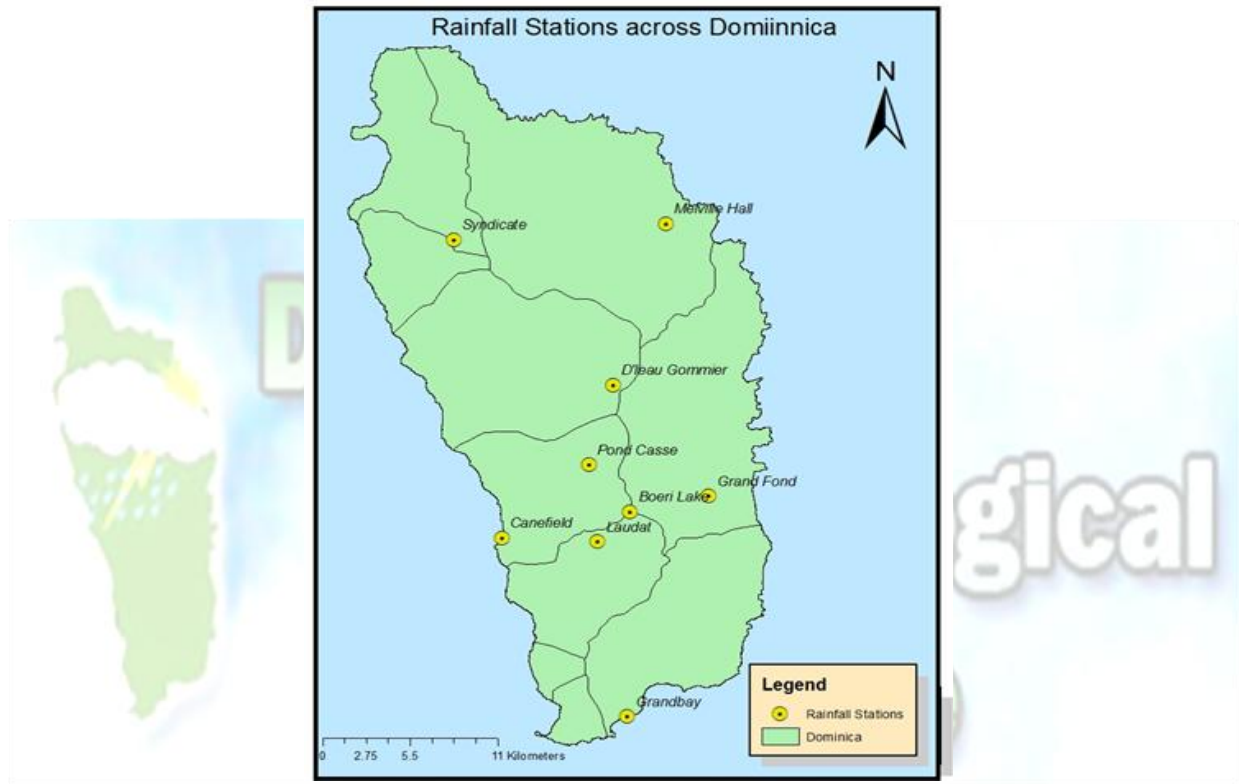 Rainfall Stations across Domiinnica
N
Melville Hall
Syndicate
D'leau Gommier
Pond Casse
Grand Fond
Boeri Lake
Canefield
Laudat
Grandbay
Legend
Rainfall Stations
Dominica
0 2.75 5.5 11 Kilometers
D
gical